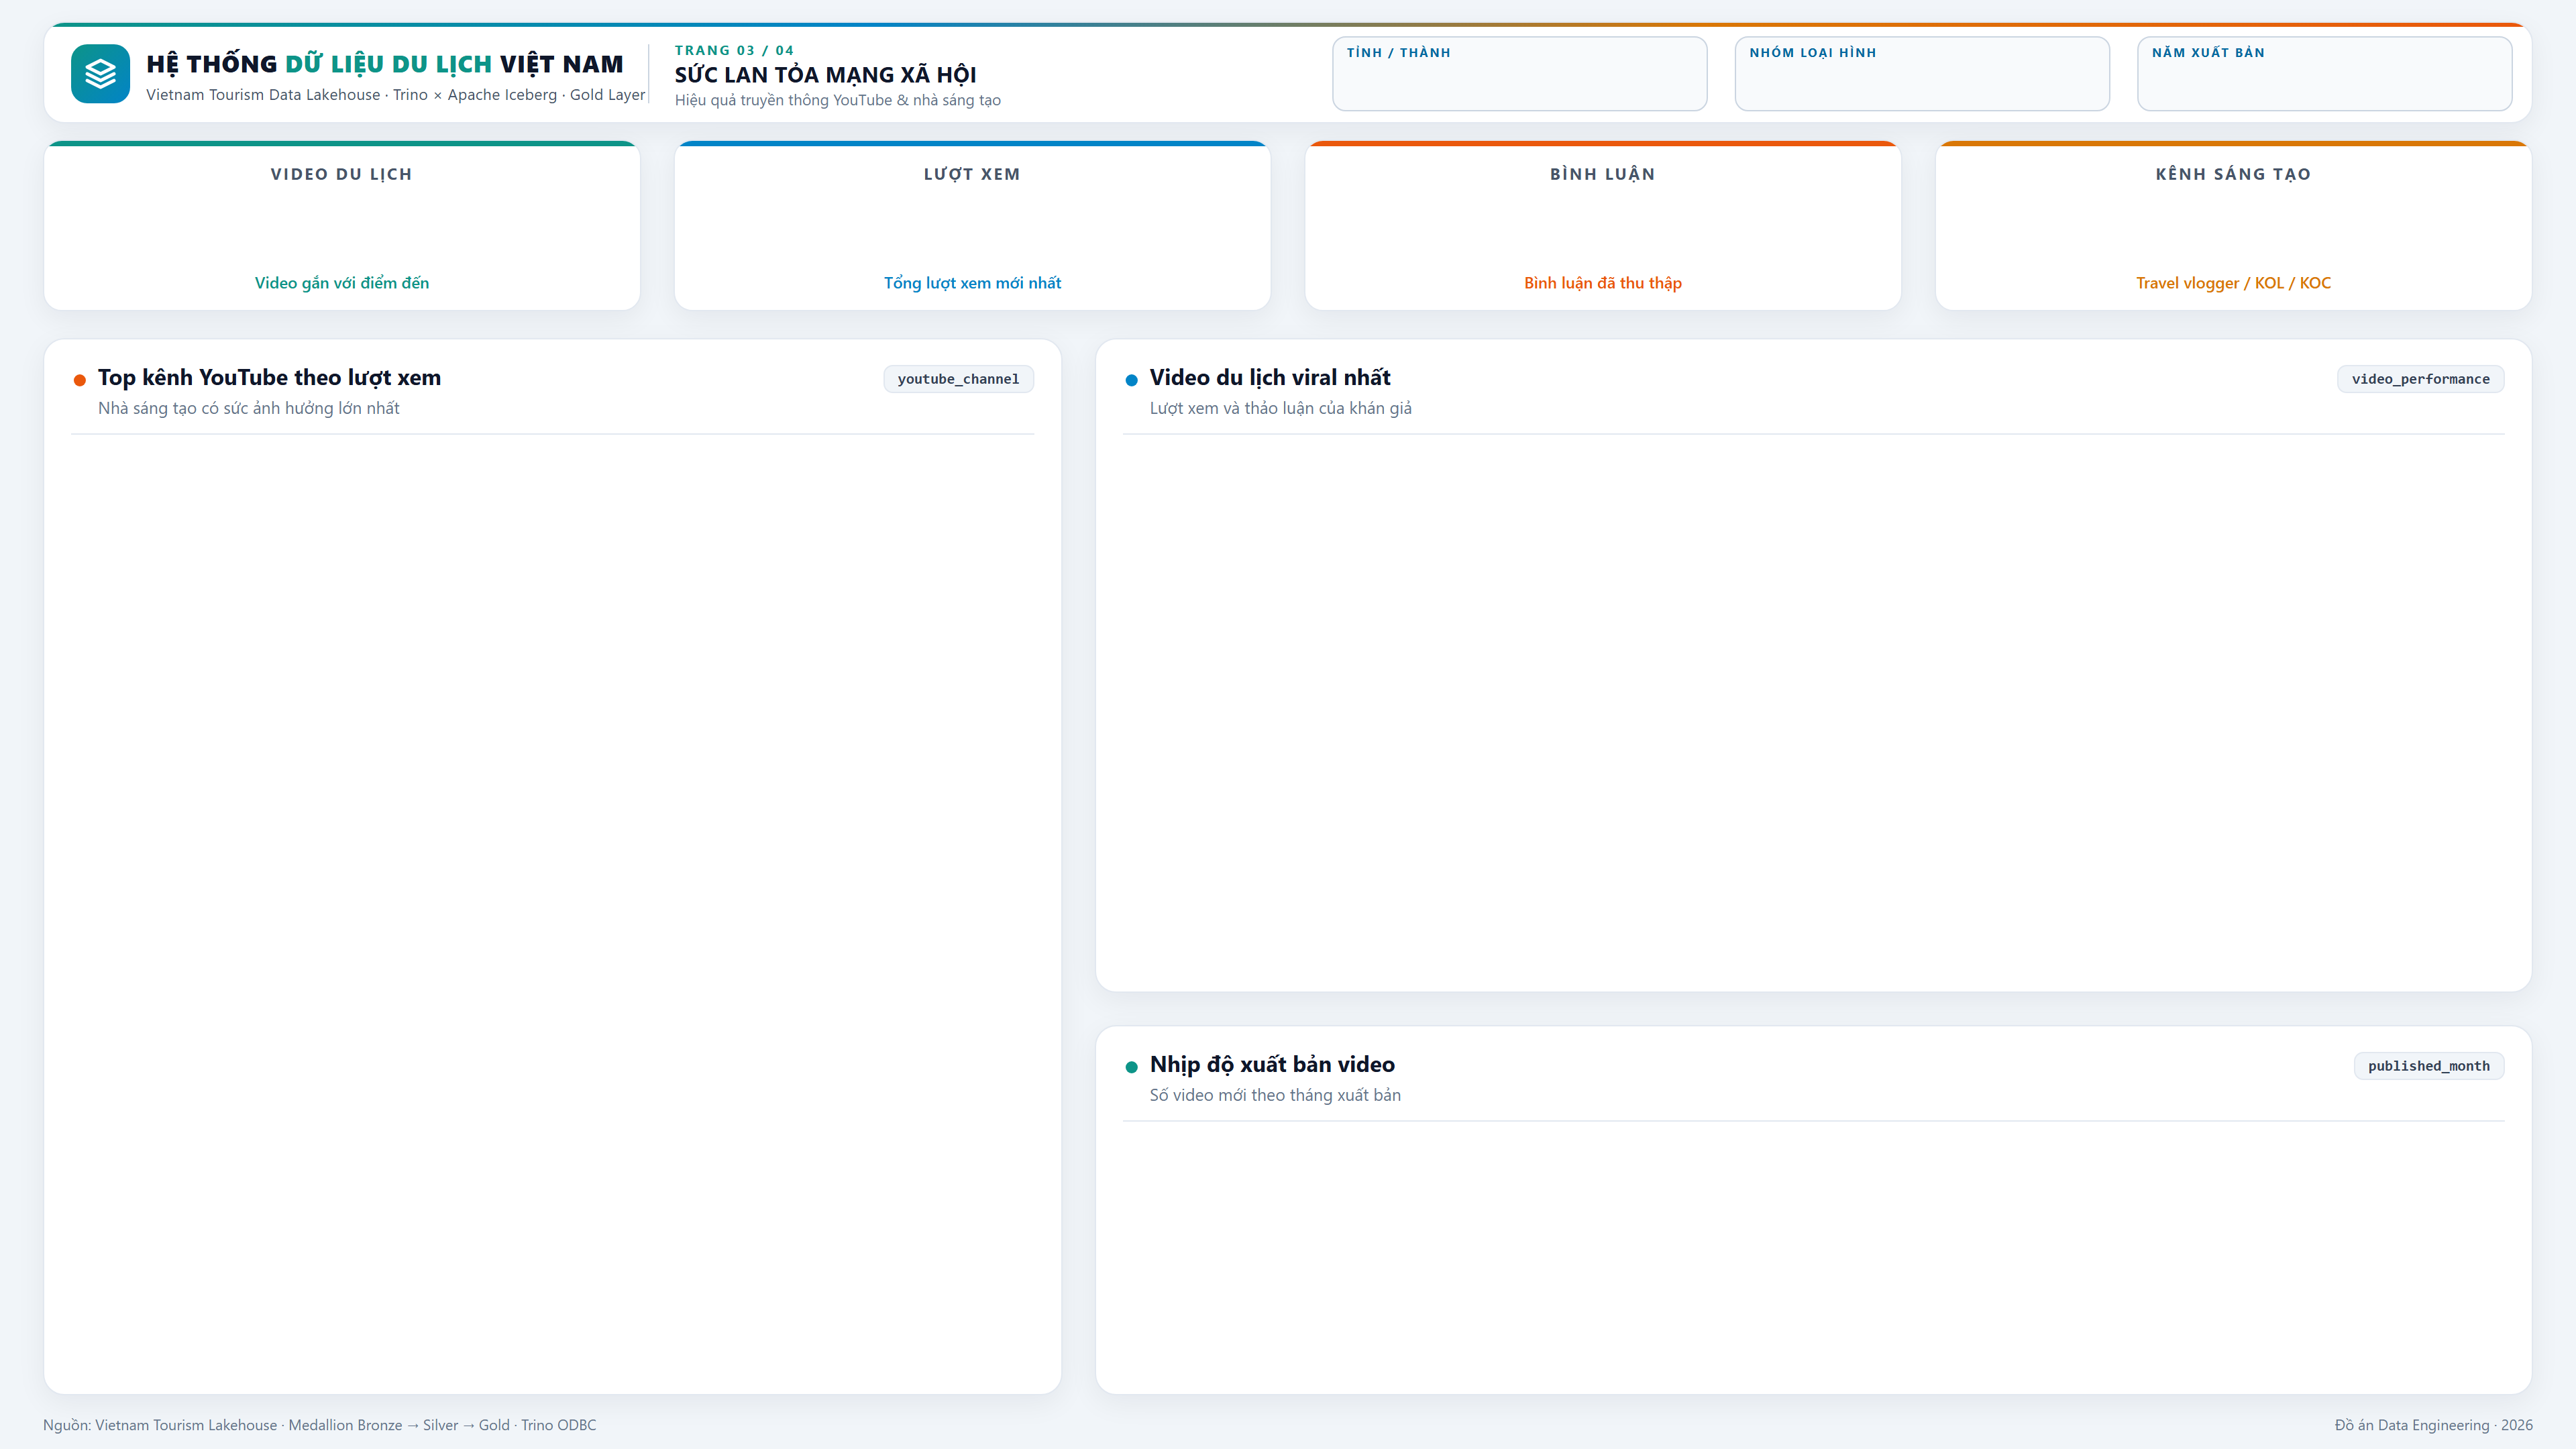 HỆ THỐNG DỮ LIỆU DU LỊCH VIỆT NAM
Vietnam Tourism Data Lakehouse · Trino × Apache Iceberg · Gold Layer
TRANG 03 / 04
SỨC LAN TỎA MẠNG XÃ HỘI
Hiệu quả truyền thông YouTube & nhà sáng tạo
TỈNH / THÀNH
NHÓM LOẠI HÌNH
NĂM XUẤT BẢN
VIDEO DU LỊCH
Video gắn với điểm đến
LƯỢT XEM
Tổng lượt xem mới nhất
BÌNH LUẬN
Bình luận đã thu thập
KÊNH SÁNG TẠO
Travel vlogger / KOL / KOC
Top kênh YouTube theo lượt xem
youtube_channel
Nhà sáng tạo có sức ảnh hưởng lớn nhất
Video du lịch viral nhất
video_performance
Lượt xem và thảo luận của khán giả
Nhịp độ xuất bản video
published_month
Số video mới theo tháng xuất bản
Nguồn: Vietnam Tourism Lakehouse · Medallion Bronze → Silver → Gold · Trino ODBC
Đồ án Data Engineering · 2026